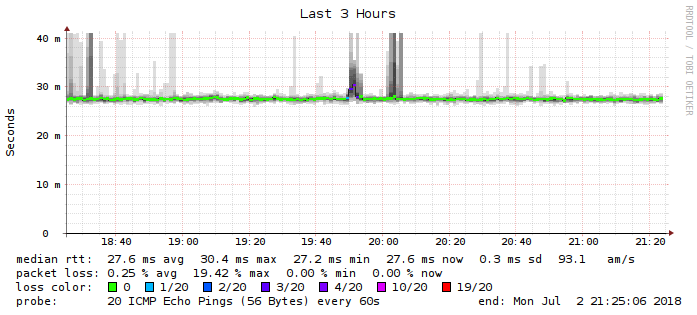 Last 3 Hours
RRDTOOL / TOBI OETIKER
Seconds
40 m
30 m
20 m
10 m
0
18:40 19:00 19:20 19:40 20:00 20:20 20:40 21:00 21:20
median rtt: 27.6 ms avg 30.4 ms max 27.2 ms min 27.6 ms now 0.3 ms sd 93.1 am/s
packet loss: 0.25 % avg 19.42 % max 0.00 % min 0.00 % now
loss color: 0 1/20 2/20 3/20 4/20 10/20 19/20
probe: 20 ICMP Echo Pings (56 Bytes) every 60s end: Mon Jul 2 21:25:06 2018